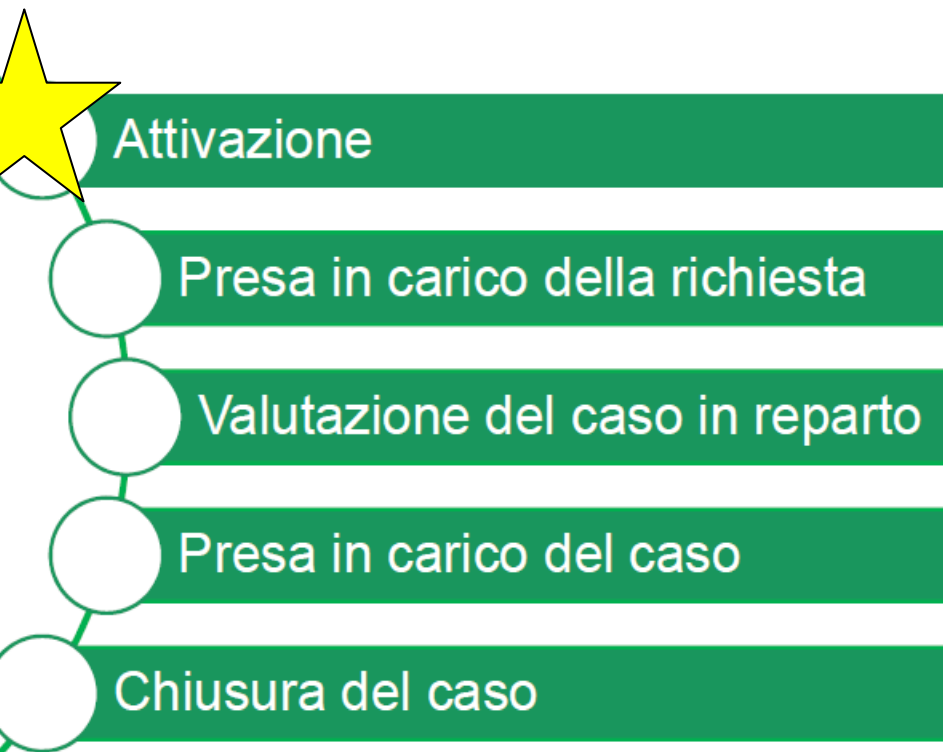 Attivazione
Presa in carico della richiesta
Valutazione del caso in reparto
Presa in carico del caso
Chiusura del caso